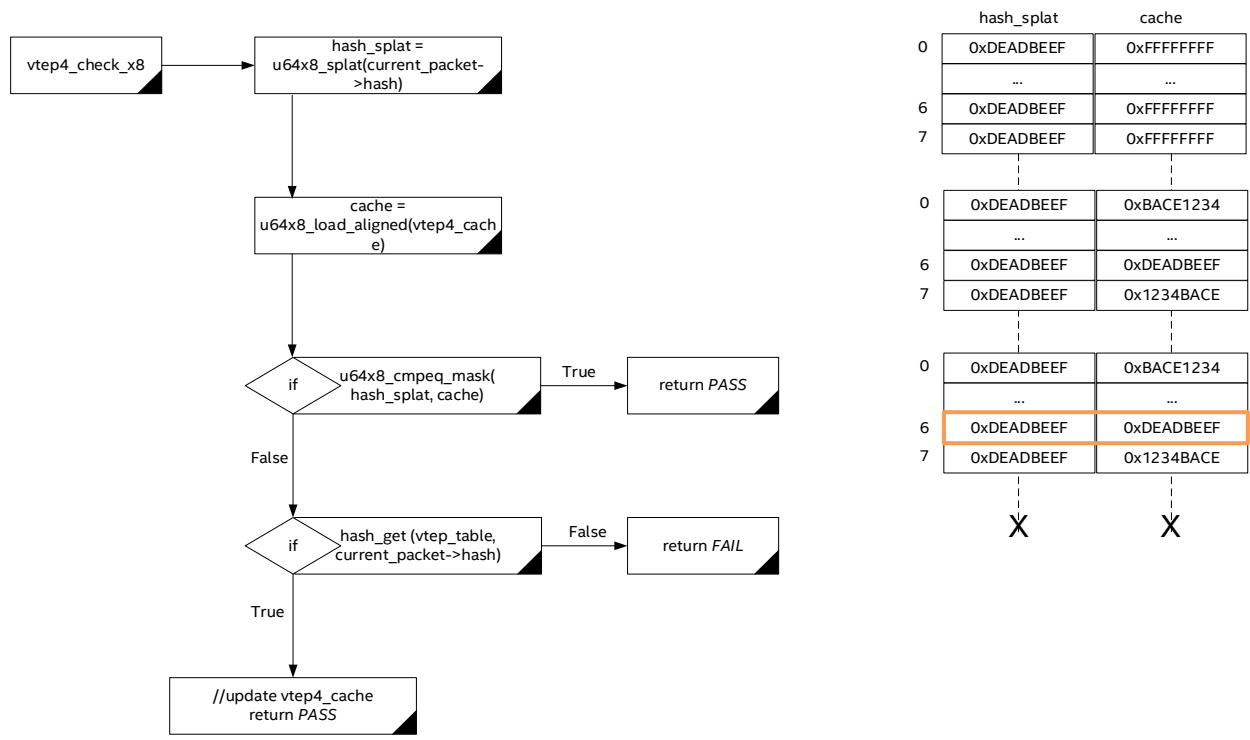 vtep4_check_x8
hash_splat =
u64x8_splat(current_packet-
>hash)
cache =
u64x8_load_aligned(vtep4_cach
e)
if
u64x8_cmpeq_mask(
hash_splat, cache)
True
return PASS
False
if
hash_get (vtep_table,
current_packet->hash)
False
return FAIL
True
//update vtep4_cache
return PASS
hash_splat cache
0 0xDEADBEEF 0xFFFFFFFF
... ...
6 0xDEADBEEF 0xFFFFFFFF
7 0xDEADBEEF 0xFFFFFFFF
0 0xDEADBEEF 0xBACE1234
... ...
6 0xDEADBEEF 0xDEADBEEF
7 0xDEADBEEF 0x1234BACE
0 0xDEADBEEF 0xBACE1234
... ...
6 0xDEADBEEF 0xDEADBEEF
7 0xDEADBEEF 0x1234BACE
X X